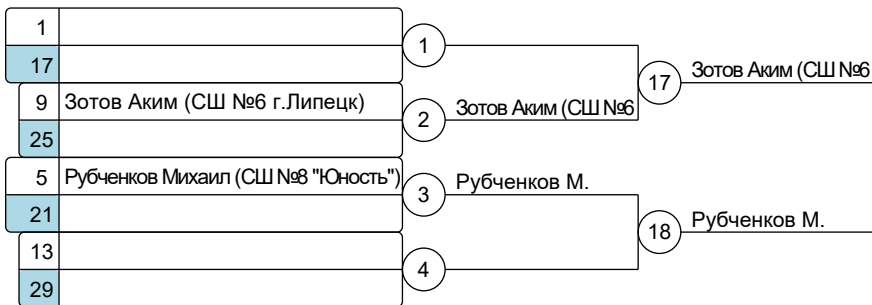 1
17
1
9 Зотов Аким (СШ №6 г.Липецк)
25
2 Зотов Аким (СШ №6
17 Зотов Аким (СШ №6
5 Рубченков Михаил (СШ №8 "Юность")
21
3 Рубченков М.
13
29
4
18 Рубченков М.